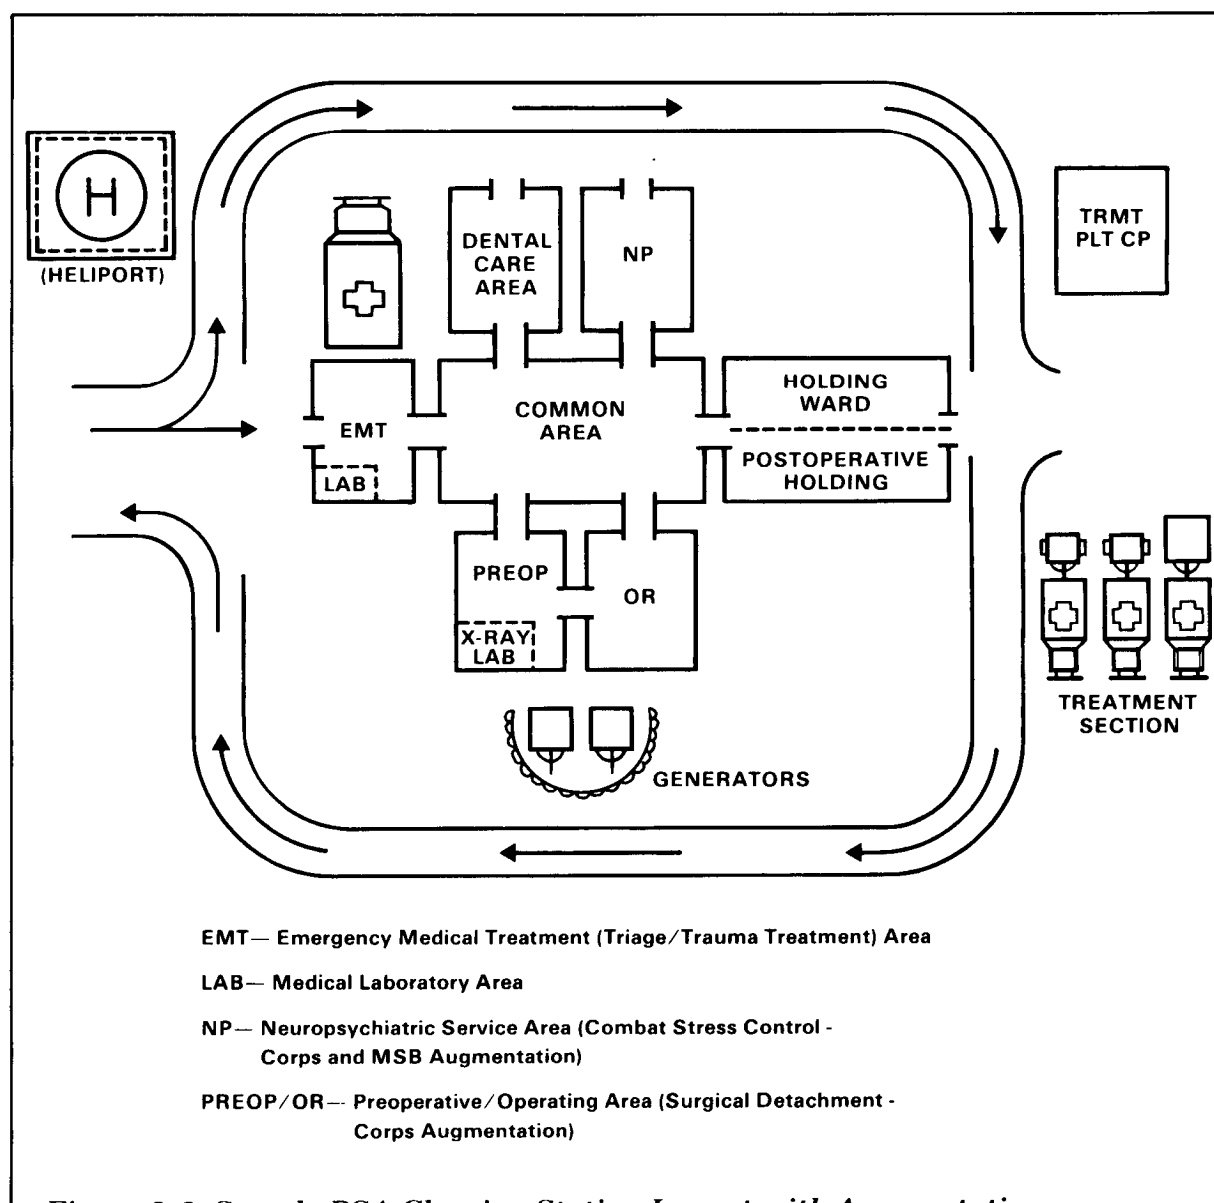 H
(HELIPORT)
DENTAL
CARE
AREA
NP
TRMT
PLT CP
EMT
LAB
COMMON
AREA
HOLDING
WARD
POSTOPERATIVE
HOLDING
PREOP
X-RAY
LAB
OR
TREATMENT
SECTION
GENERATORS
EMT— Emergency Medical Treatment (Triage/Trauma Treatment) Area
LAB— Medical Laboratory Area
NP— Neuropsychiatric Service Area (Combat Stress Control -
Corps and MSB Augmentation)
PREOP/OR— Preoperative/Operating Area (Surgical Detachment -
Corps Augmentation)